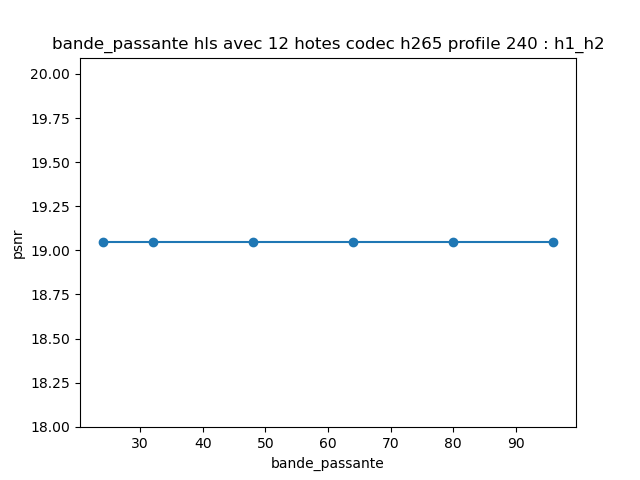 bande_passante hls avec 12 hotes codec h265 profile 240 : h1_h2
20.00
19.75
19.50
19.25
19.00
18.75
18.50
18.25
18.00
psnr
30 40 50 60 70 80 90
bande_passante